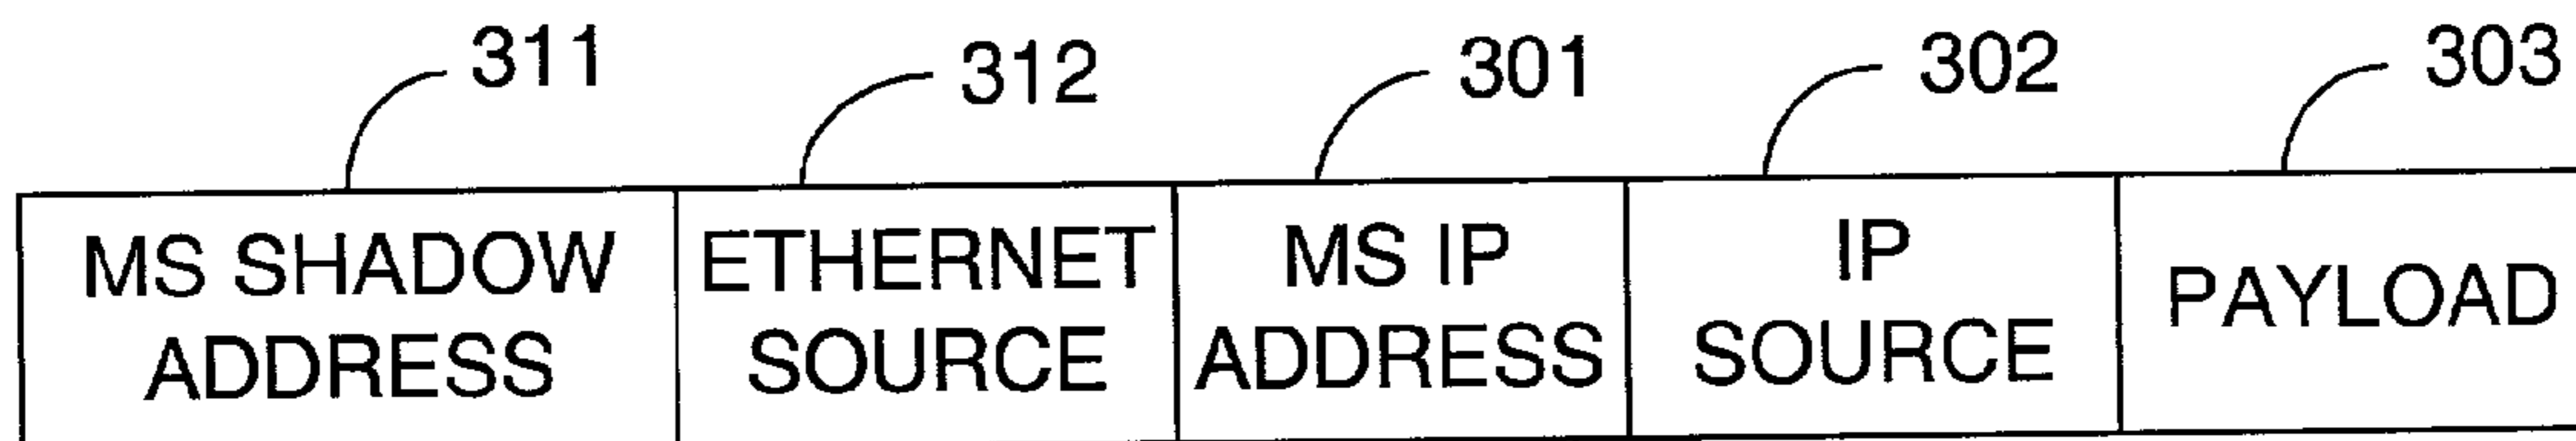 311 312 301 302 303
MS SHADOW ADDRESS
ETHERNET SOURCE
MS IP ADDRESS
IP SOURCE
PAYLOAD